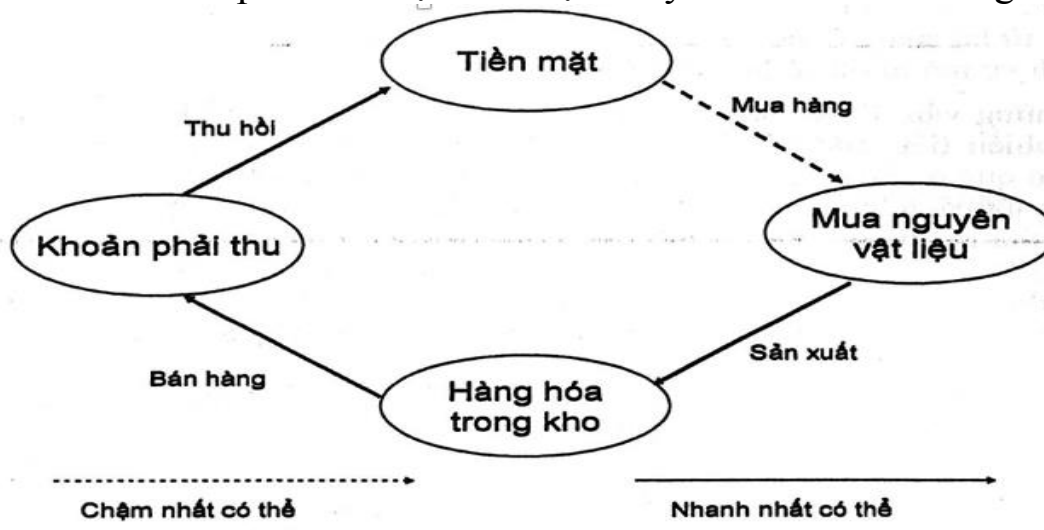 Tiền mặt
Mua hàng
Thu hồi
Mua nguyên
vật liệu
Khoản phải thu
Sản xuất
Bán hàng
Hàng hóa
trong kho
Chậm nhất có thể
Nhanh nhất có thể